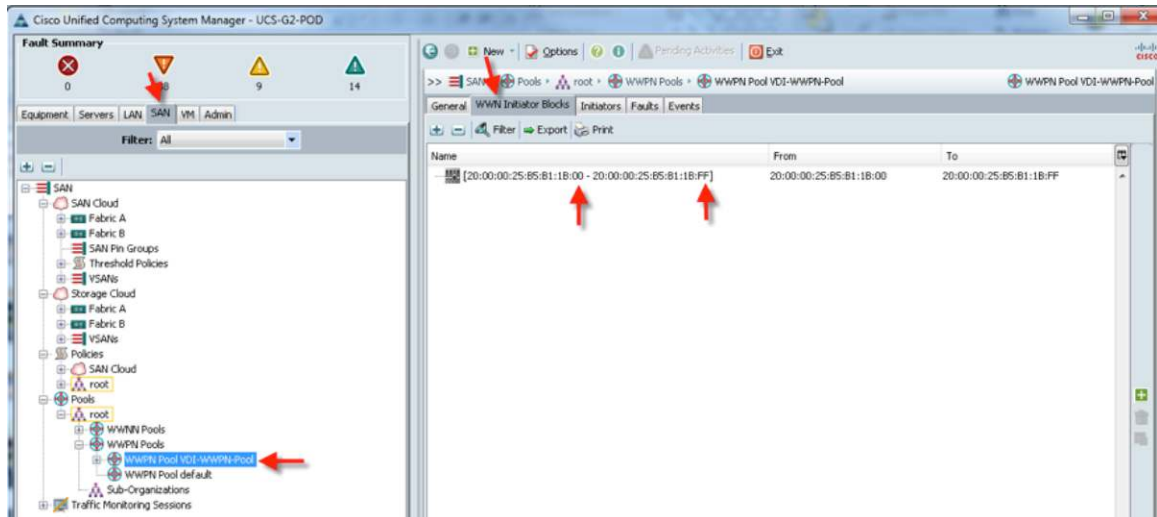 Cisco Unified Computing System Manager - UCS-G2-POD
Fault Summary
0
9
14
Equipment Servers LAN SAN VM Admin
Filter: All
SAN
SAN Cloud
Fabric A
Fabric B
SAN Pin Groups
Threshold Policies
VSANs
Storage Cloud
Fabric A
Fabric B
VSANs
Policies
SAN Cloud
root
Pools
root
WWNN Pools
WWPN Pools
WWPN Pool VDI-WWPN-Pool
WWPN Pool default
Sub-Organizations
Traffic Monitoring Sessions
New Options Pending Activities Exit
CISCO
>> SAN Pools root WWPN Pools WWPN Pool VDI-WWPN-Pool WWPN Pool VDI-WWPN-Pool
General WWN Initiator Blocks Initiators Faults Events
Filter Export Print
Name From To
[20:00:00:25:B5:B1:1B:00 - 20:00:00:25:B5:B1:1B:FF] 20:00:00:25:B5:B1:1B:00 20:00:00:25:B5:B1:1B:FF